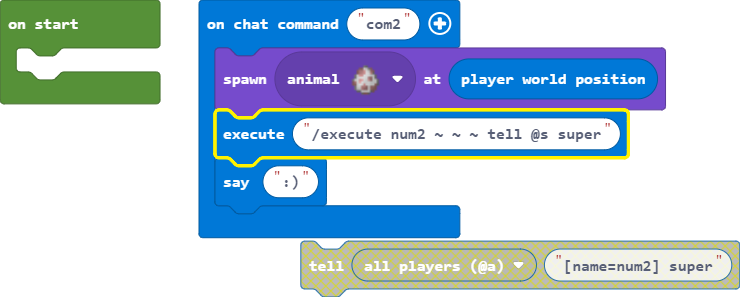 on start
on chat command "com2"
spawn animal at player world position
execute "/execute num2 ~ ~ ~ tell @s super"
say ":)"
tell all players (@a) "[name=num2] super"